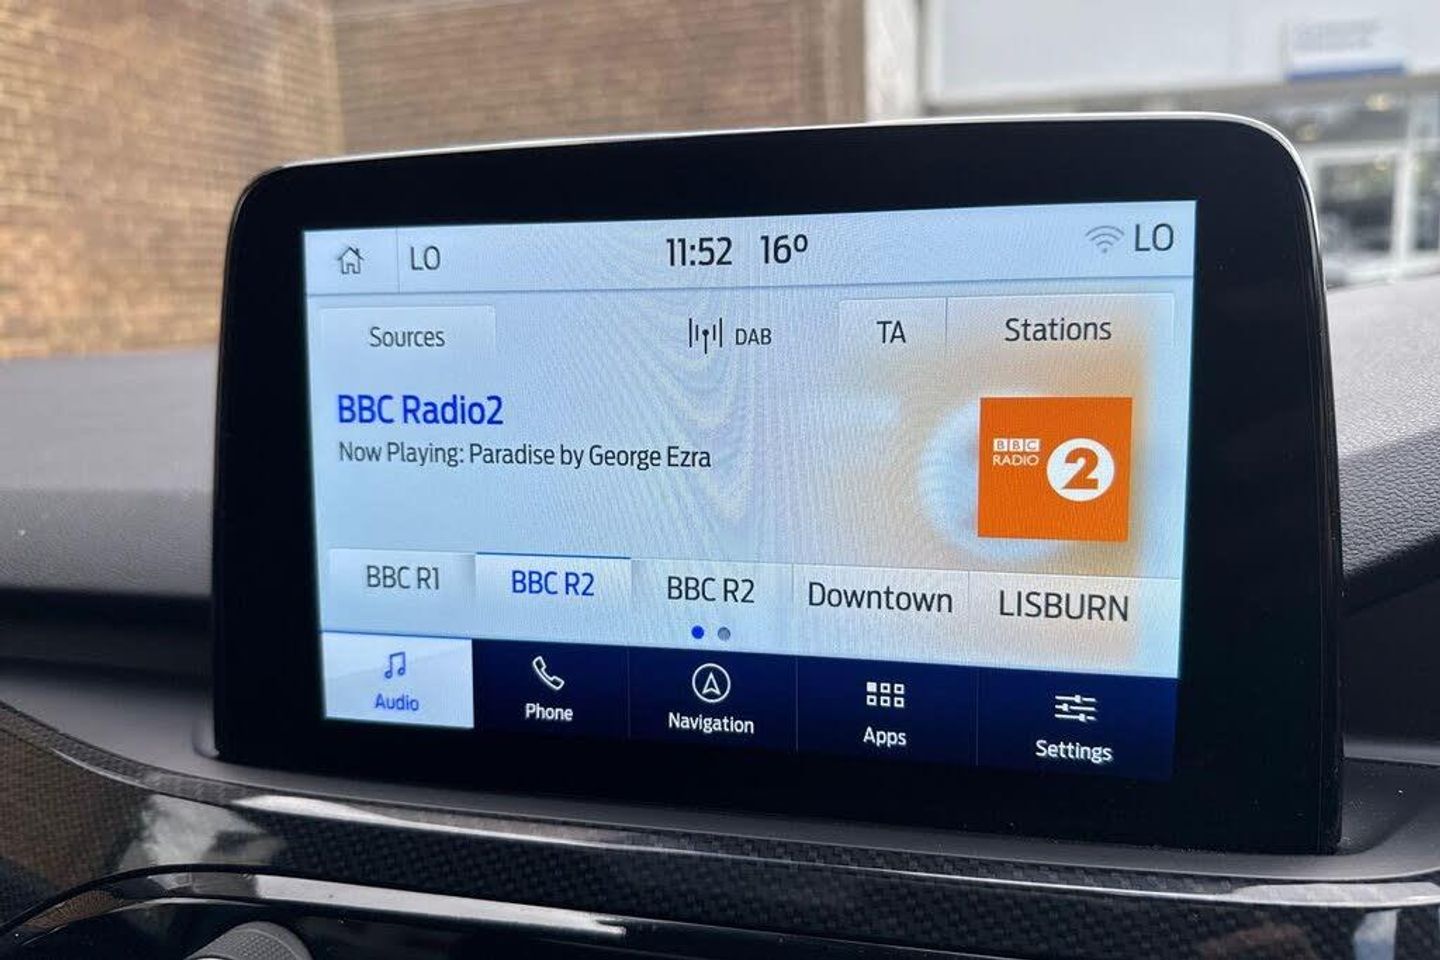 LO 11:52 16° LO
Sources DAB TA Stations
BBC Radio2
Now Playing: Paradise by George Ezra
BBC
RADIO 2
BBC R1 BBC R2 BBC R2 Downtown LISBURN
Audio Phone Navigation Apps Settings